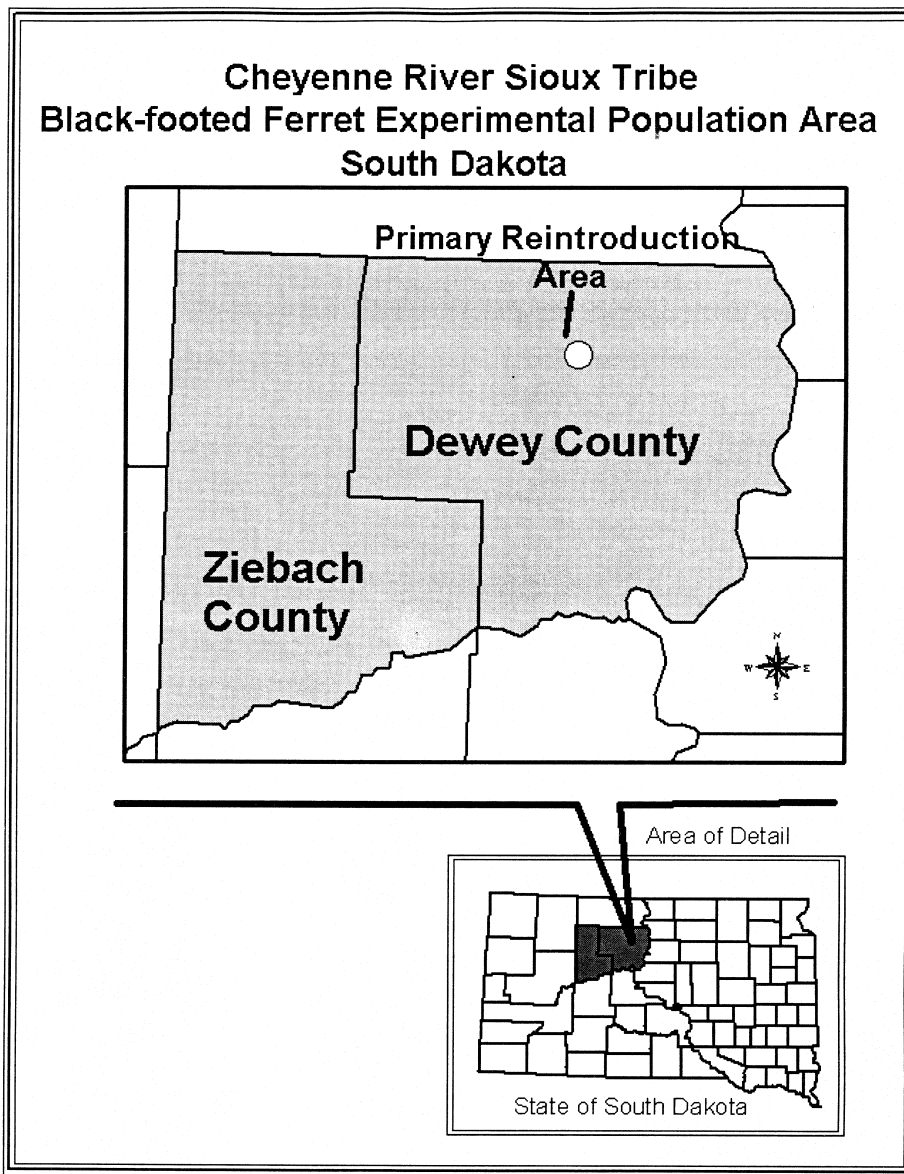 Cheyenne River Sioux Tribe
Black-footed Ferret Experimental Population Area
South Dakota
Primary Reintroduction
Area
Dewey County
Ziebach
County
N
W E
S
Area of Detail
State of South Dakota